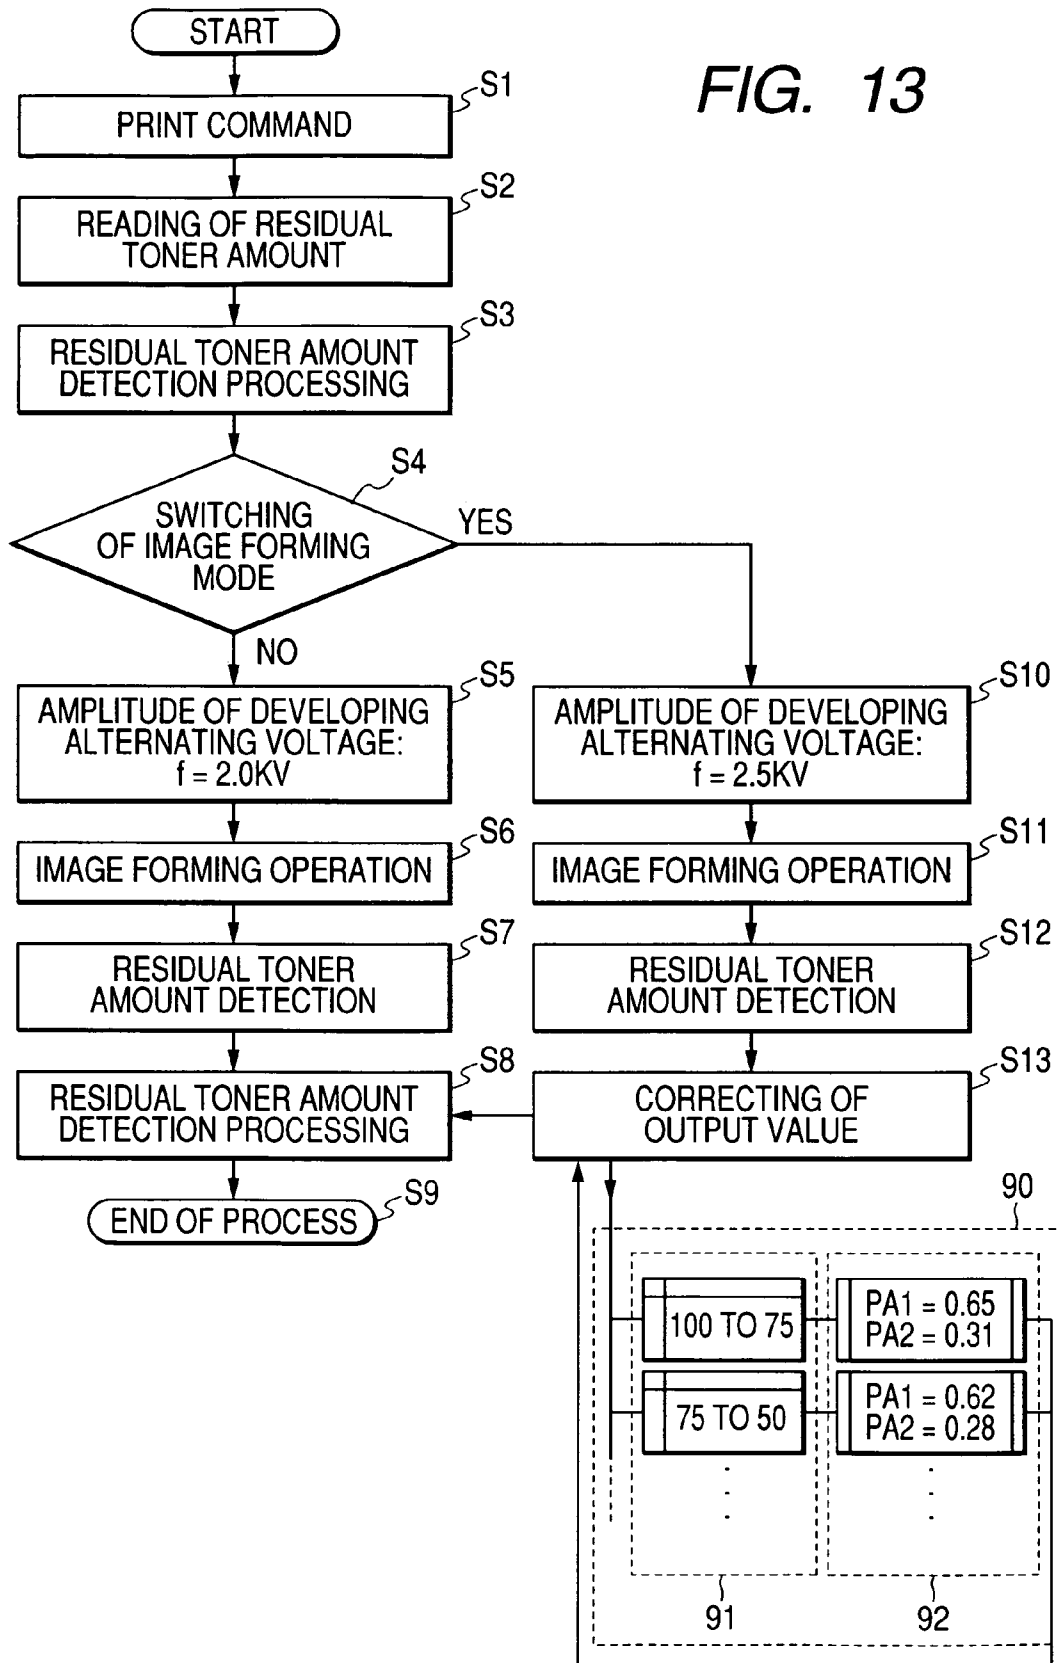 FIG. 13
START
S1
PRINT COMMAND
S2
READING OF RESIDUAL
TONER AMOUNT
S3
RESIDUAL TONER AMOUNT
DETECTION PROCESSING
S4
SWITCHING
OF IMAGE FORMING
MODE
YES
NO
S5
AMPLITUDE OF DEVELOPING
ALTERNATING VOLTAGE:
f = 2.0KV
S6
IMAGE FORMING OPERATION
S7
RESIDUAL TONER
AMOUNT DETECTION
S8
RESIDUAL TONER AMOUNT
DETECTION PROCESSING
S9
END OF PROCESS
S10
AMPLITUDE OF DEVELOPING
ALTERNATING VOLTAGE:
f = 2.5KV
S11
IMAGE FORMING OPERATION
S12
RESIDUAL TONER
AMOUNT DETECTION
S13
CORRECTING OF
OUTPUT VALUE
90
100 TO 75
PA1 = 0.65
PA2 = 0.31
75 TO 50
PA1 = 0.62
PA2 = 0.28
91
92